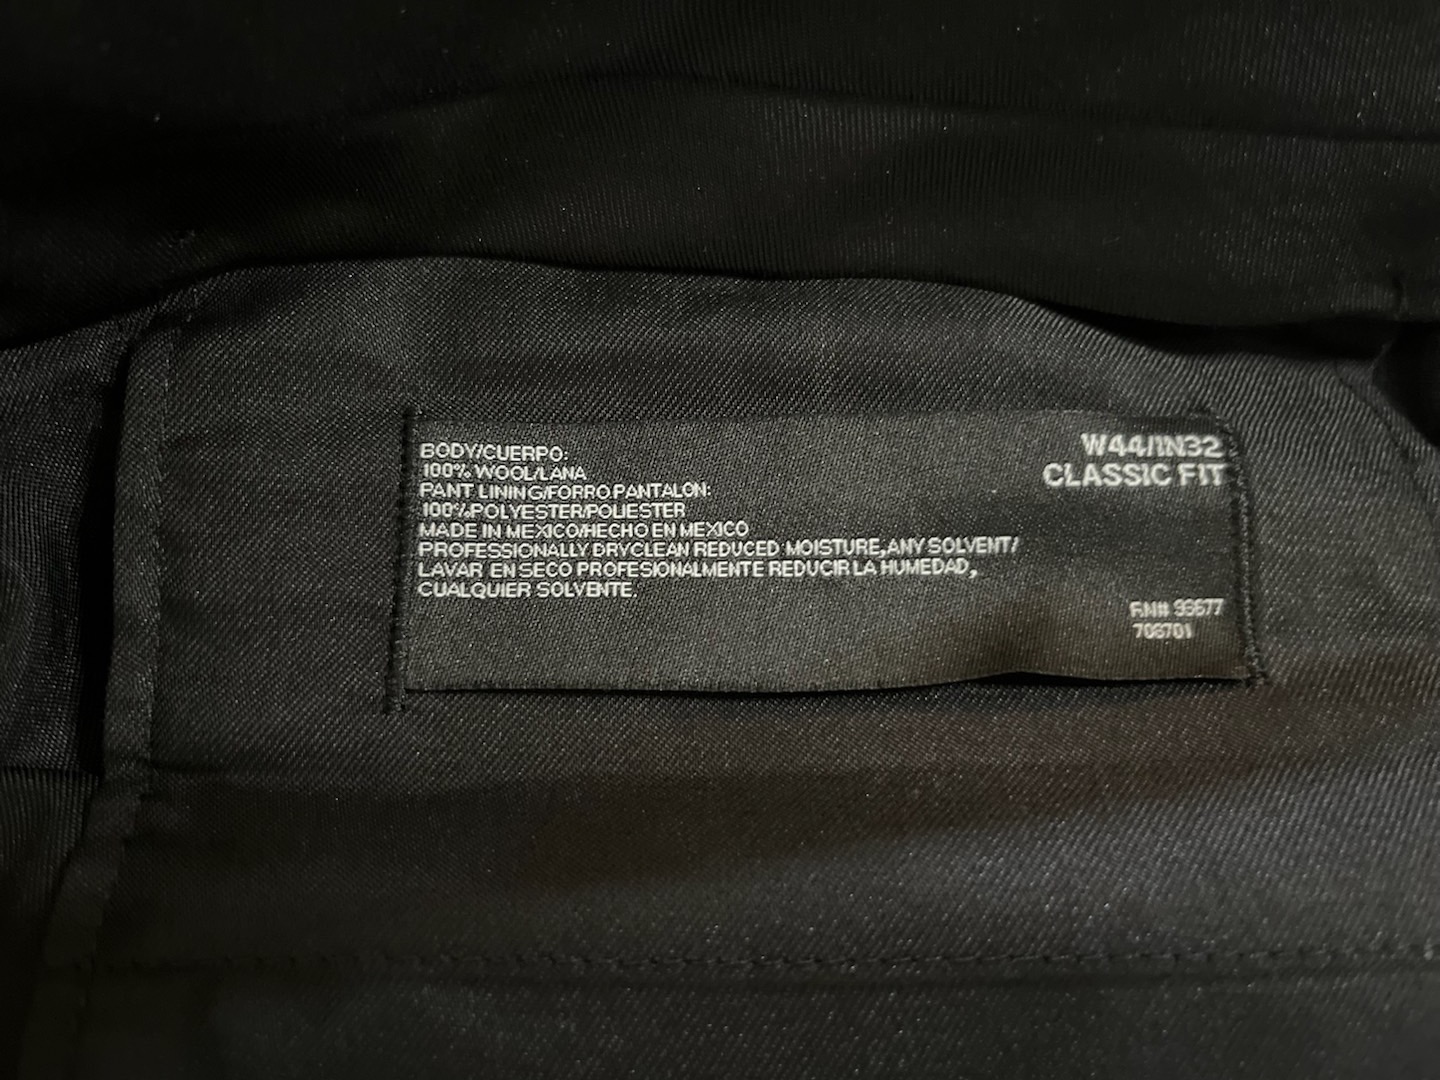 BODY/CUERPO:
100% WOOL/LANA
PANT LINING/FORRO PANTALON:
100% POLYESTER/POLIESTER
MADE IN MEXICO/HECHO EN MEXICO
PROFESSIONALLY DRYCLEAN REDUCED MOISTURE, ANY SOLVENT/
LAVAR EN SECO PROFESIONALMENTE REDUCIR LA HUMEDAD,
CUALQUIER SOLVENTE.
W44/IN32
CLASSIC FIT
RN#